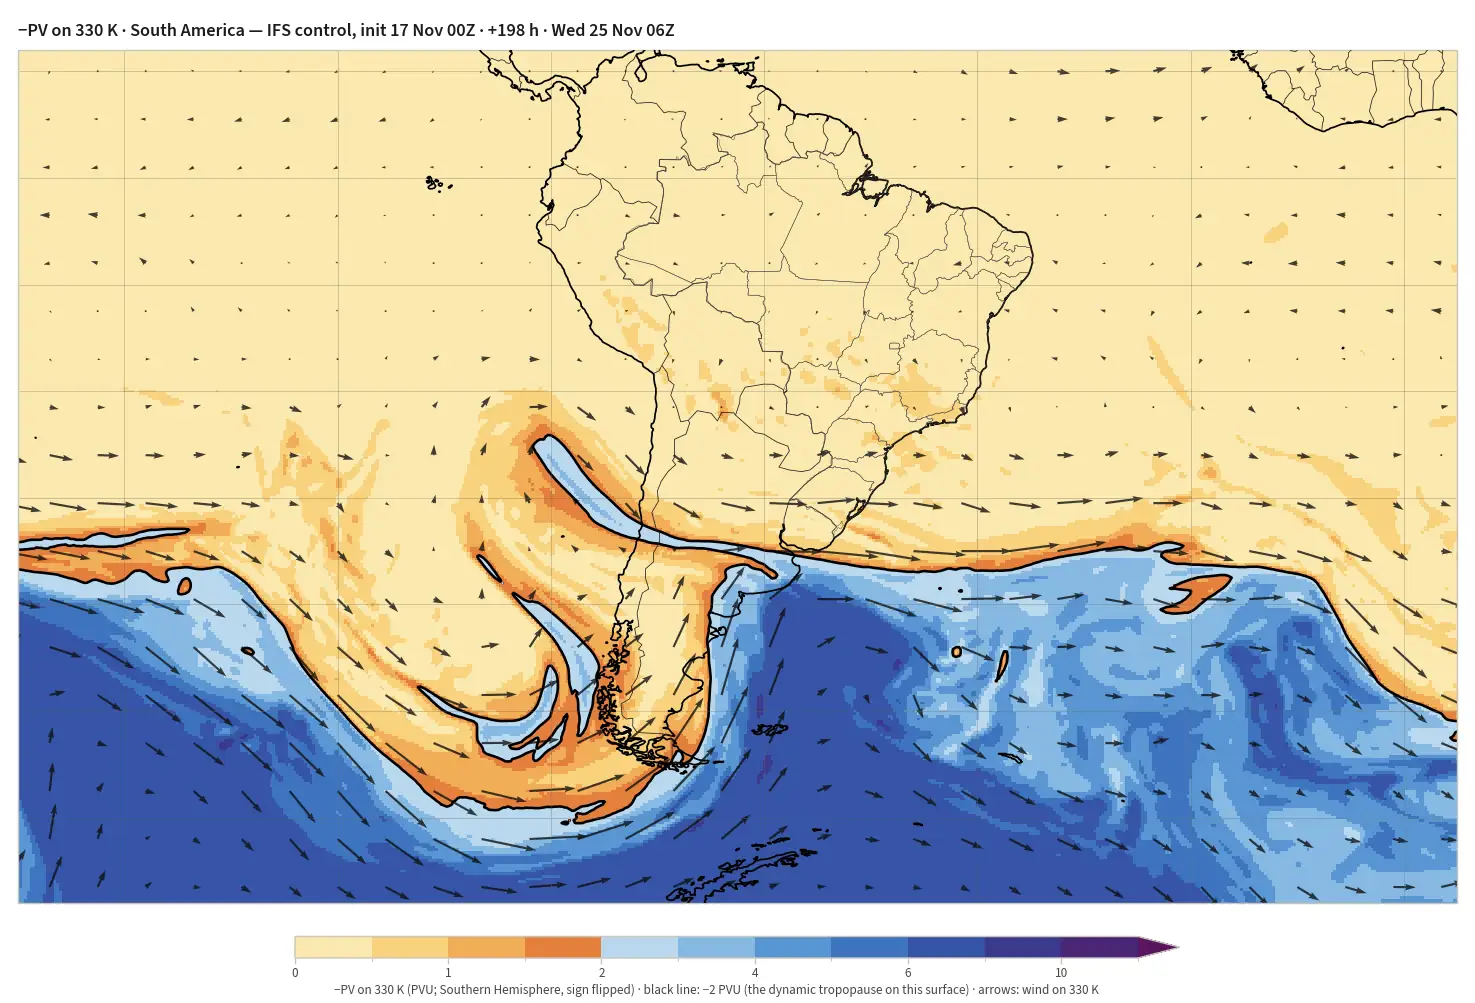 −PV on 330 K · South America — IFS control, init 17 Nov 00Z · +198 h · Wed 25 Nov 06Z
0 1 2 4 6 10
−PV on 330 K (PVU; Southern Hemisphere, sign flipped) · black line: −2 PVU (the dynamic tropopause on this surface) · arrows: wind on 330 K